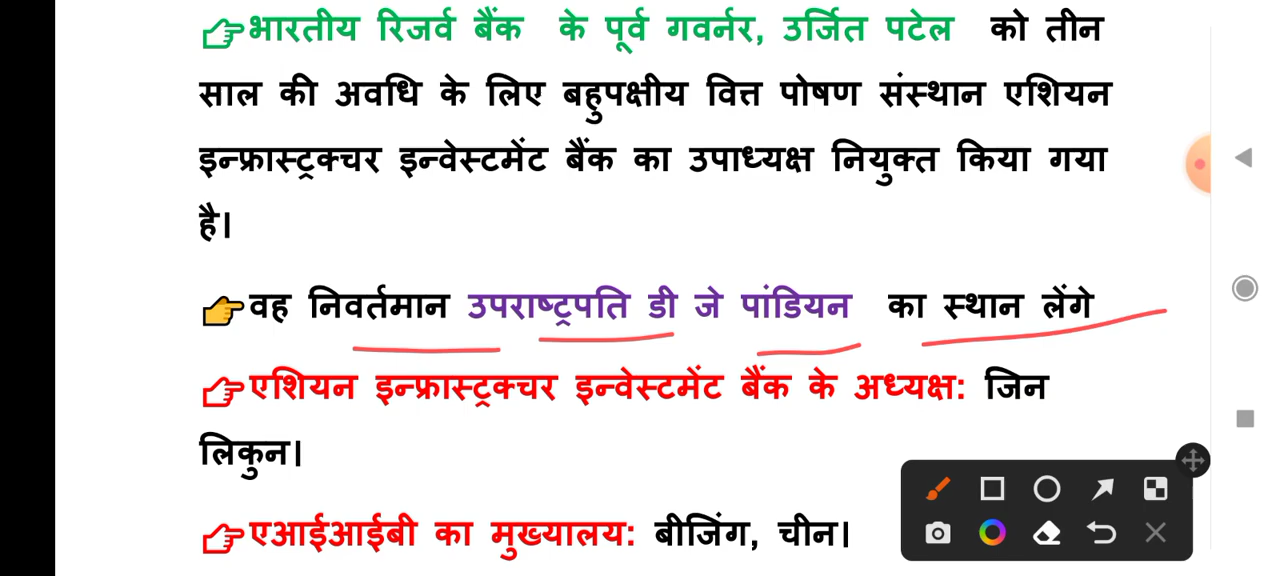 👉भारतीय रिजर्व बैंक के पूर्व गवर्नर, उर्जित पटेल को तीन
साल की अवधि के लिए बहुपक्षीय वित्त पोषण संस्थान एशियन
इन्फ्रास्ट्रक्चर इन्वेस्टमेंट बैंक का उपाध्यक्ष नियुक्त किया गया
है।
👉वह निवर्तमान उपराष्ट्रपति डी जे पांडियन का स्थान लेंगे
👉एशियन इन्फ्रास्ट्रक्चर इन्वेस्टमेंट बैंक के अध्यक्ष: जिन
लिकुन।
👉एआईआईबी का मुख्यालय: बीजिंग, चीन।